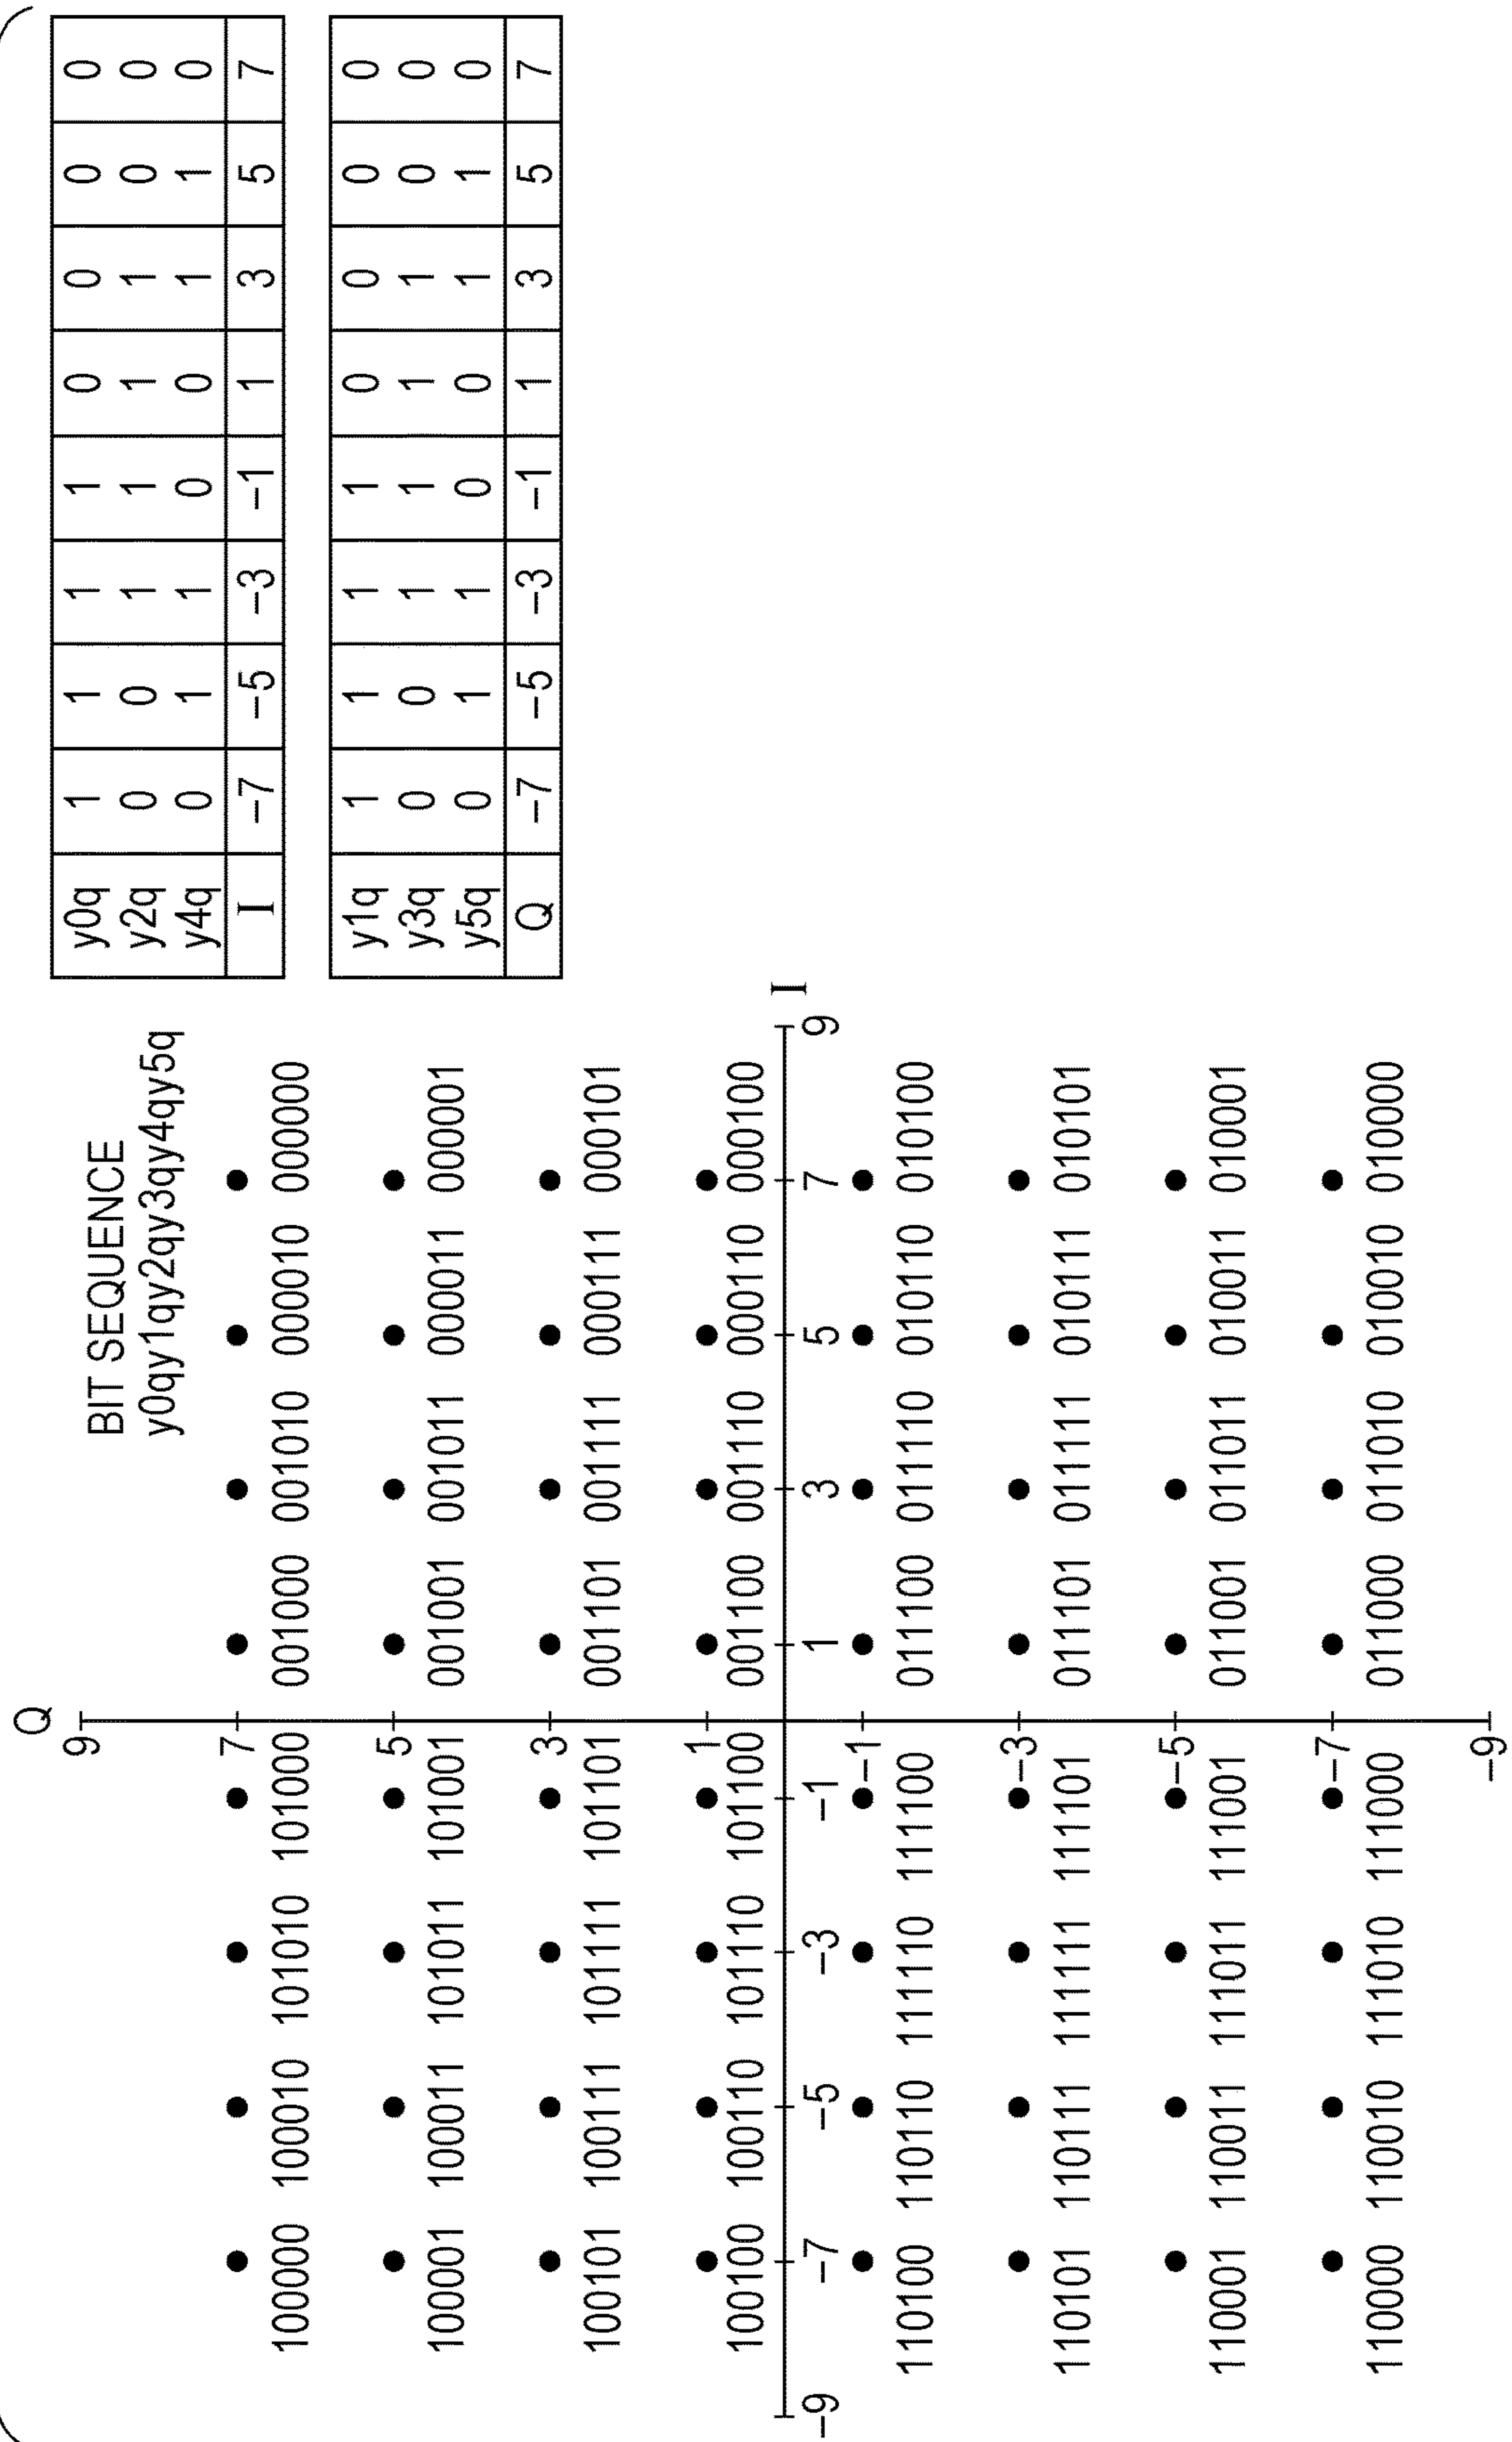 Q
9
BIT SEQUENCE
y0qy1qy2qy3qy4qy5q
7
100000 100010 101010 101000 001000 001010 000010 000000
5
100001 100011 101011 101001 001001 001011 000011 000001
3
100101 100111 101111 101101 001101 001111 000111 000101
1
100100 100110 101110 101100 001100 001110 000110 000100
I
−9 −7 −5 −3 −1 1 3 5 7 9
−1
110100 110110 111110 111100 011100 011110 010110 010100
−3
110101 110111 111111 111101 011101 011111 010111 010101
−5
110001 110011 111011 111001 011001 011011 010011 010001
−7
110000 110010 111010 111000 011000 011010 010010 010000
−9
y0q 1 1 1 1 0 0 0 0
y2q 0 0 1 1 1 1 0 0
y4q 0 1 1 0 0 1 1 0
I −7 −5 −3 −1 1 3 5 7
y1q 1 1 1 1 0 0 0 0
y3q 0 0 1 1 1 1 0 0
y5q 0 1 1 0 0 1 1 0
Q −7 −5 −3 −1 1 3 5 7